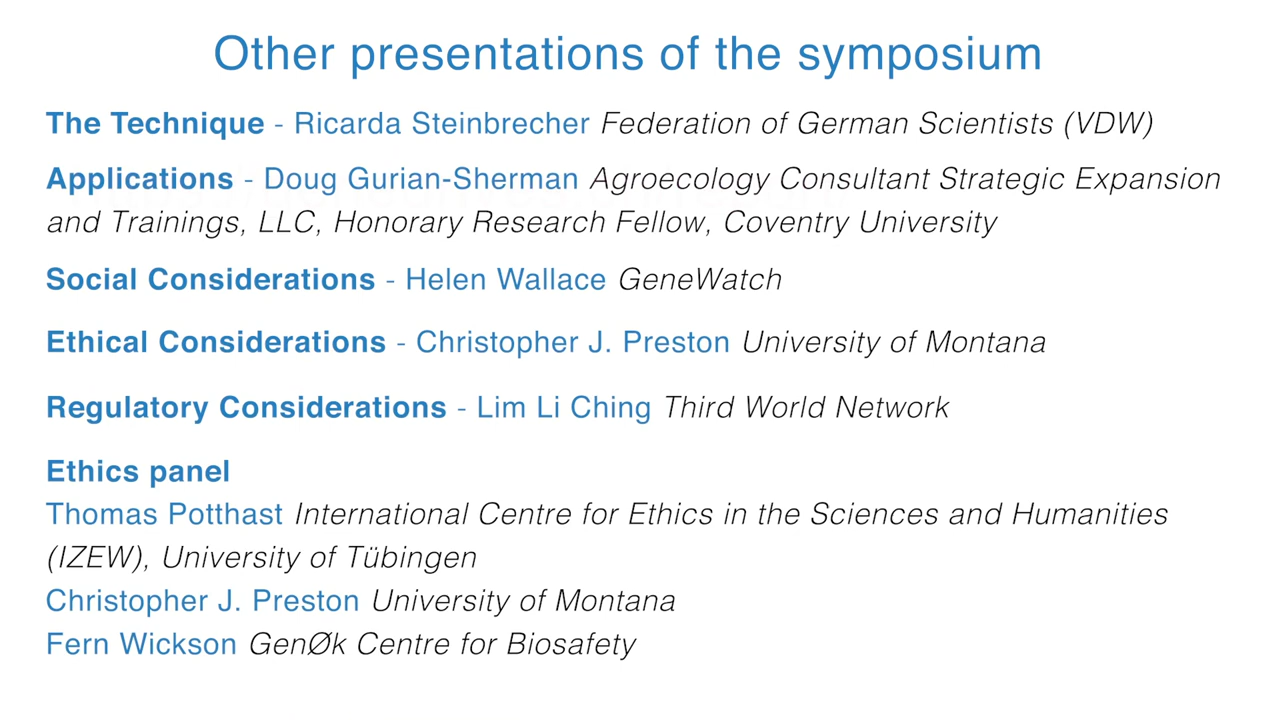 Other presentations of the symposium
The Technique - Ricarda Steinbrecher Federation of German Scientists (VDW)
Applications - Doug Gurian-Sherman Agroecology Consultant Strategic Expansion
and Trainings, LLC, Honorary Research Fellow, Coventry University
Social Considerations - Helen Wallace GeneWatch
Ethical Considerations - Christopher J. Preston University of Montana
Regulatory Considerations - Lim Li Ching Third World Network
Ethics panel
Thomas Potthast International Centre for Ethics in the Sciences and Humanities
(IZEW), University of Tübingen
Christopher J. Preston University of Montana
Fern Wickson GenØk Centre for Biosafety